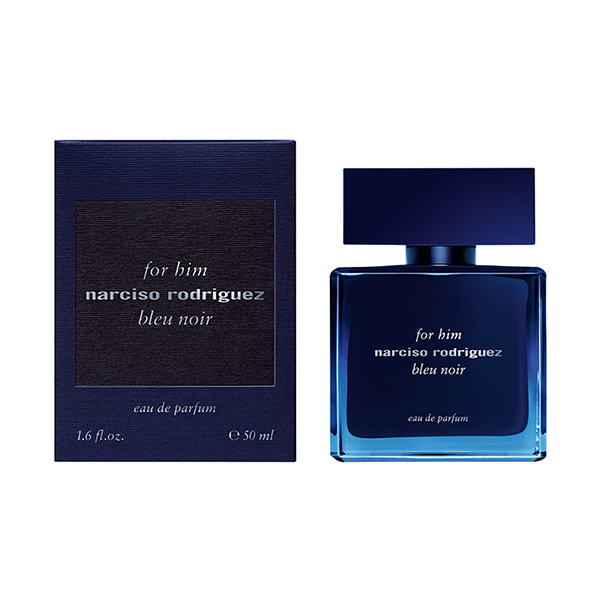 for him
narciso rodriguez
bleu noir
eau de parfum
1.6 fl.oz. ℮ 50 ml
for him
narciso rodriguez
bleu noir
eau de parfum